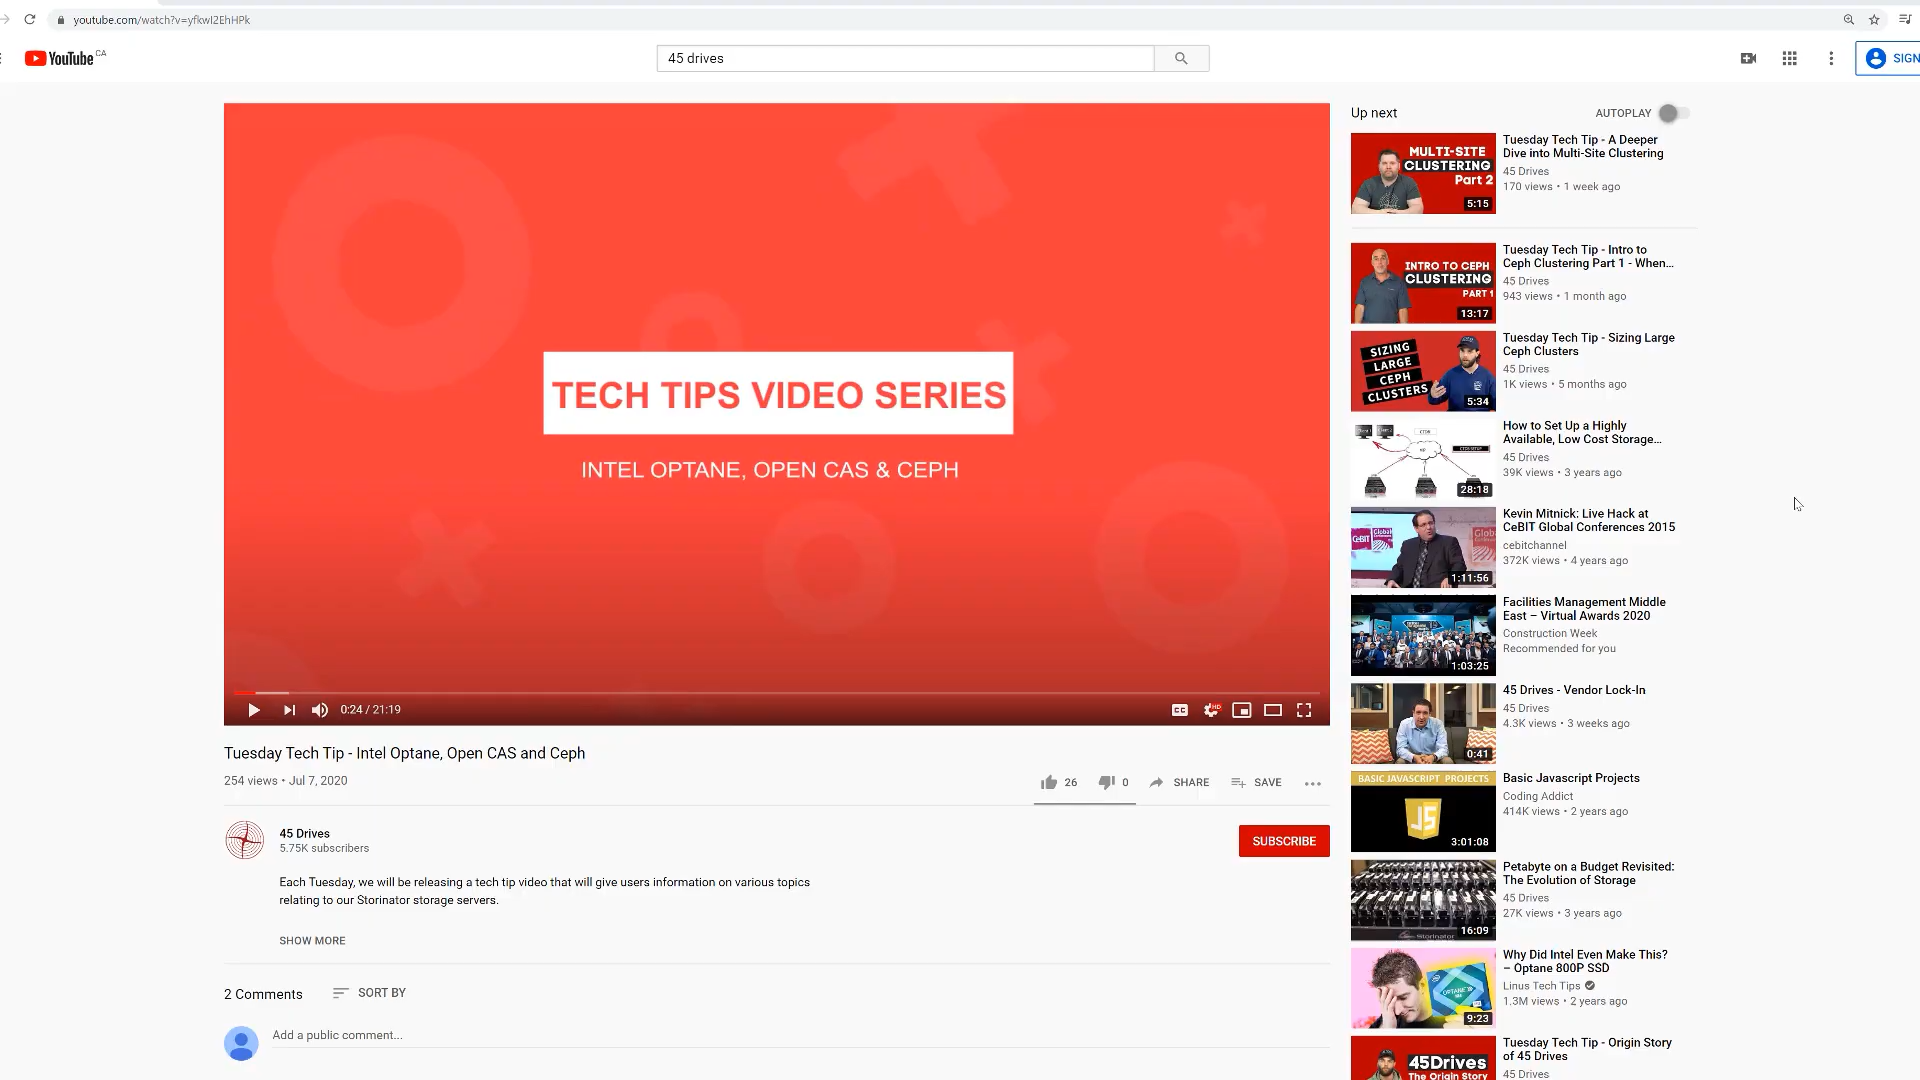 youtube.com/watch?v=yfkwI2EhHPk
YouTube CA
45 drives
SIGN
TECH TIPS VIDEO SERIES
INTEL OPTANE, OPEN CAS & CEPH
0:24 / 21:19
CC
HD
Tuesday Tech Tip - Intel Optane, Open CAS and Ceph
254 views • Jul 7, 2020
26
0
SHARE
SAVE
45 Drives
5.75K subscribers
SUBSCRIBE
Each Tuesday, we will be releasing a tech tip video that will give users information on various topics
relating to our Storinator storage servers.
SHOW MORE
2 Comments
SORT BY
Add a public comment...
Up next
AUTOPLAY
MULTI-SITE
CLUSTERING
Part 2
5:15
Tuesday Tech Tip - A Deeper
Dive into Multi-Site Clustering
45 Drives
170 views • 1 week ago
INTRO TO CEPH
CLUSTERING
PART 1
13:17
Tuesday Tech Tip - Intro to
Ceph Clustering Part 1 - When...
45 Drives
943 views • 1 month ago
SIZING
LARGE
CEPH
CLUSTERS
5:34
Tuesday Tech Tip - Sizing Large
Ceph Clusters
45 Drives
1K views • 5 months ago
28:18
How to Set Up a Highly
Available, Low Cost Storage...
45 Drives
39K views • 3 years ago
CeBIT
Global
1:11:56
Kevin Mitnick: Live Hack at
CeBIT Global Conferences 2015
cebitchannel
372K views • 4 years ago
1:03:25
Facilities Management Middle
East – Virtual Awards 2020
Construction Week
Recommended for you
0:41
45 Drives - Vendor Lock-In
45 Drives
4.3K views • 3 weeks ago
BASIC JAVASCRIPT PROJECTS
JS
3:01:08
Basic Javascript Projects
Coding Addict
414K views • 2 years ago
Storinator
16:09
Petabyte on a Budget Revisited:
The Evolution of Storage
45 Drives
27K views • 3 years ago
OPTANE
9:23
Why Did Intel Even Make This?
– Optane 800P SSD
Linus Tech Tips
1.3M views • 2 years ago
45Drives
The Origin Story
Tuesday Tech Tip - Origin Story
of 45 Drives
45 Drives